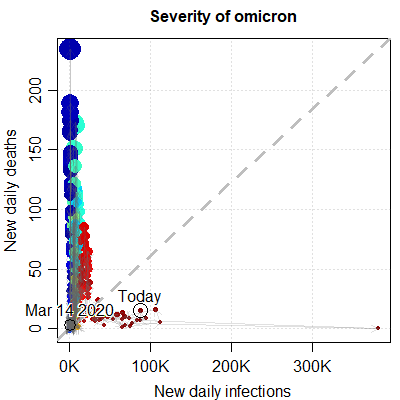 Severity of omicron
New daily deaths
200
150
100
50
0
Today
Mar 14 2020
0K
100K
200K
300K
New daily infections